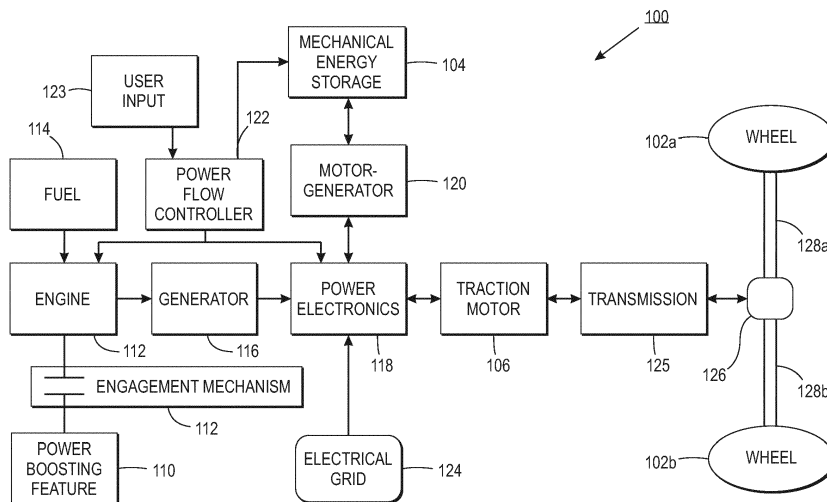 100
MECHANICAL
ENERGY
STORAGE
104
USER
INPUT
123
122
114
102a
WHEEL
FUEL
POWER
FLOW
CONTROLLER
MOTOR-
GENERATOR
120
128a
ENGINE
GENERATOR
POWER
ELECTRONICS
TRACTION
MOTOR
TRANSMISSION
112
116
118
106
125
126
ENGAGEMENT MECHANISM
112
128b
POWER
BOOSTING
FEATURE
110
ELECTRICAL
GRID
124
102b
WHEEL